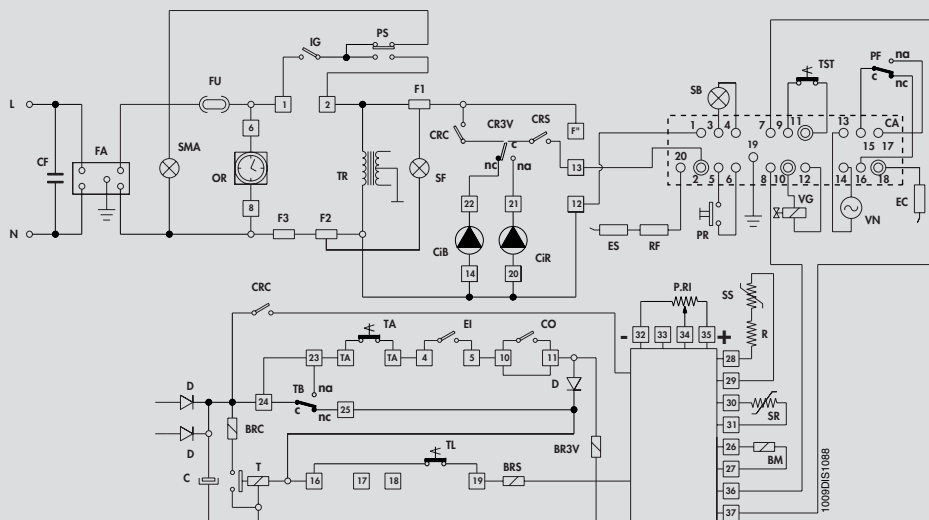 IG
PS
FU
F1
L
1
2
6
CF
FA
SMA
OR
TR
SF
8
F3
F2
N
CRC
CR3V
CRS
c
nc
na
F"
13
12
22
21
CiB
CiR
14
20
SB
TST
PF
na
c
nc
1
3
4
7
9
11
13
CA
15
17
19
20
2
5
6
8
10
12
14
16
18
VG
VN
EC
PR
ES
RF
CRC
TA
EI
CO
23
TA
TA
4
5
10
11
D
TB
na
c
nc
24
25
D
D
BRC
C
T
TL
16
17
18
19
BRS
BR3V
P.RI
-
32
33
34
35
+
SS
R
28
29
30
SR
31
26
BM
27
36
37
1009DIS1088